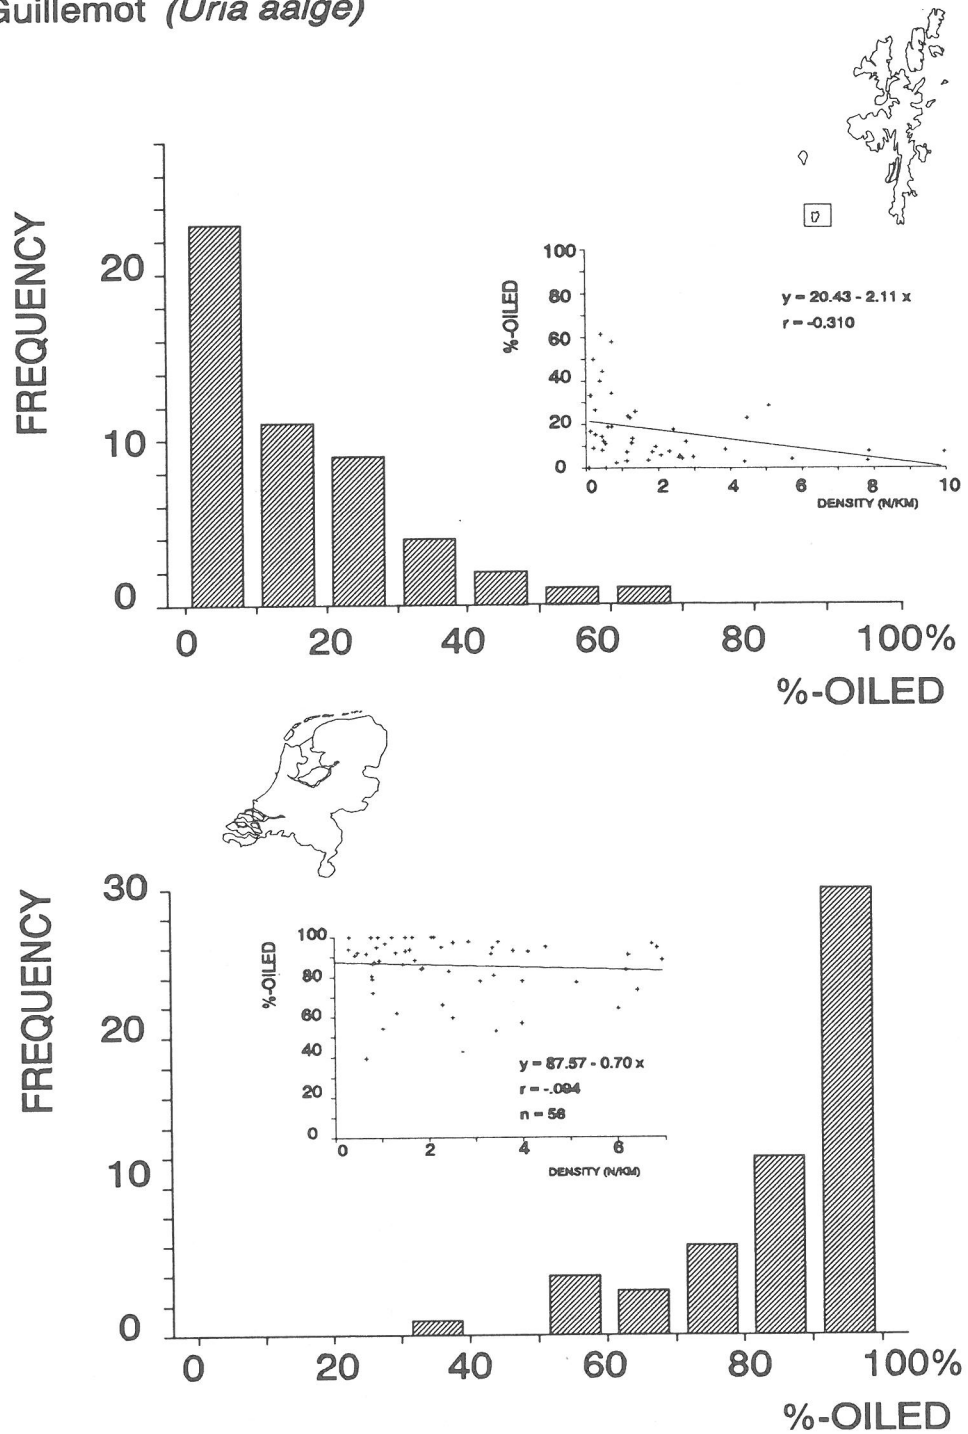 Guillemot (Uria aalge)
FREQUENCY
20
10
0
0 20 40 60 80 100%
%-OILED
%-OILED
100
80
60
40
20
0
0 2 4 6 8 10
DENSITY (N/KM)
y = 20.43 - 2.11 x
r = -0.310
FREQUENCY
30
20
10
0
0 20 40 60 80 100%
%-OILED
%-OILED
100
80
60
40
20
0
0 2 4 6
DENSITY (N/KM)
y = 87.57 - 0.70 x
r = -.094
n = 56